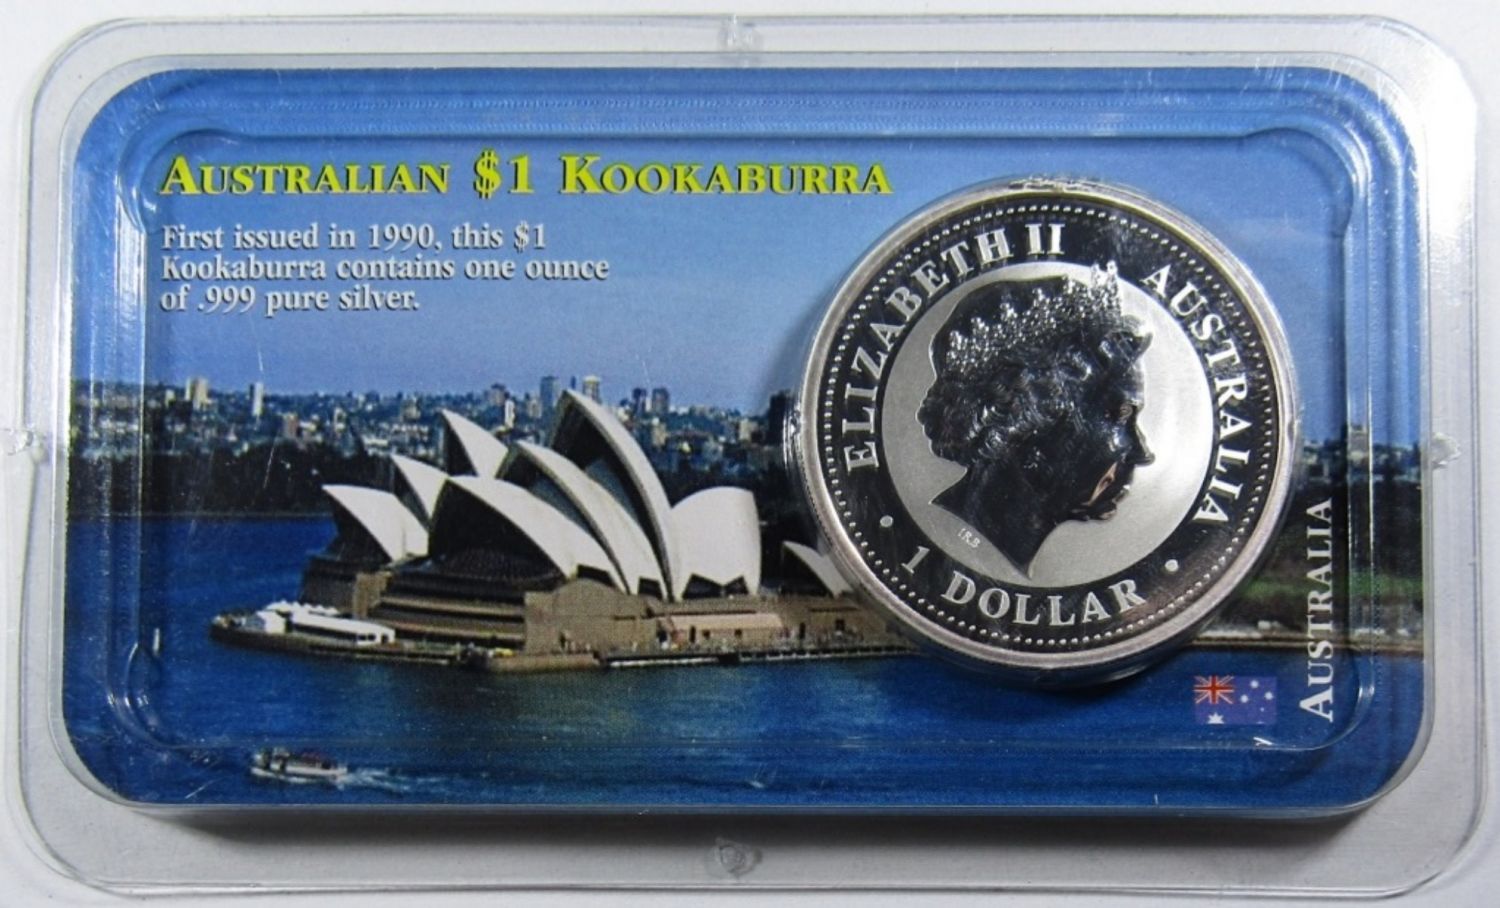 AUSTRALIAN $1 KOOKABURRA
First issued in 1990, this $1
Kookaburra contains one ounce
of .999 pure silver.
ELIZABETH II AUSTRALIA
1 DOLLAR
IRB
AUSTRALIA